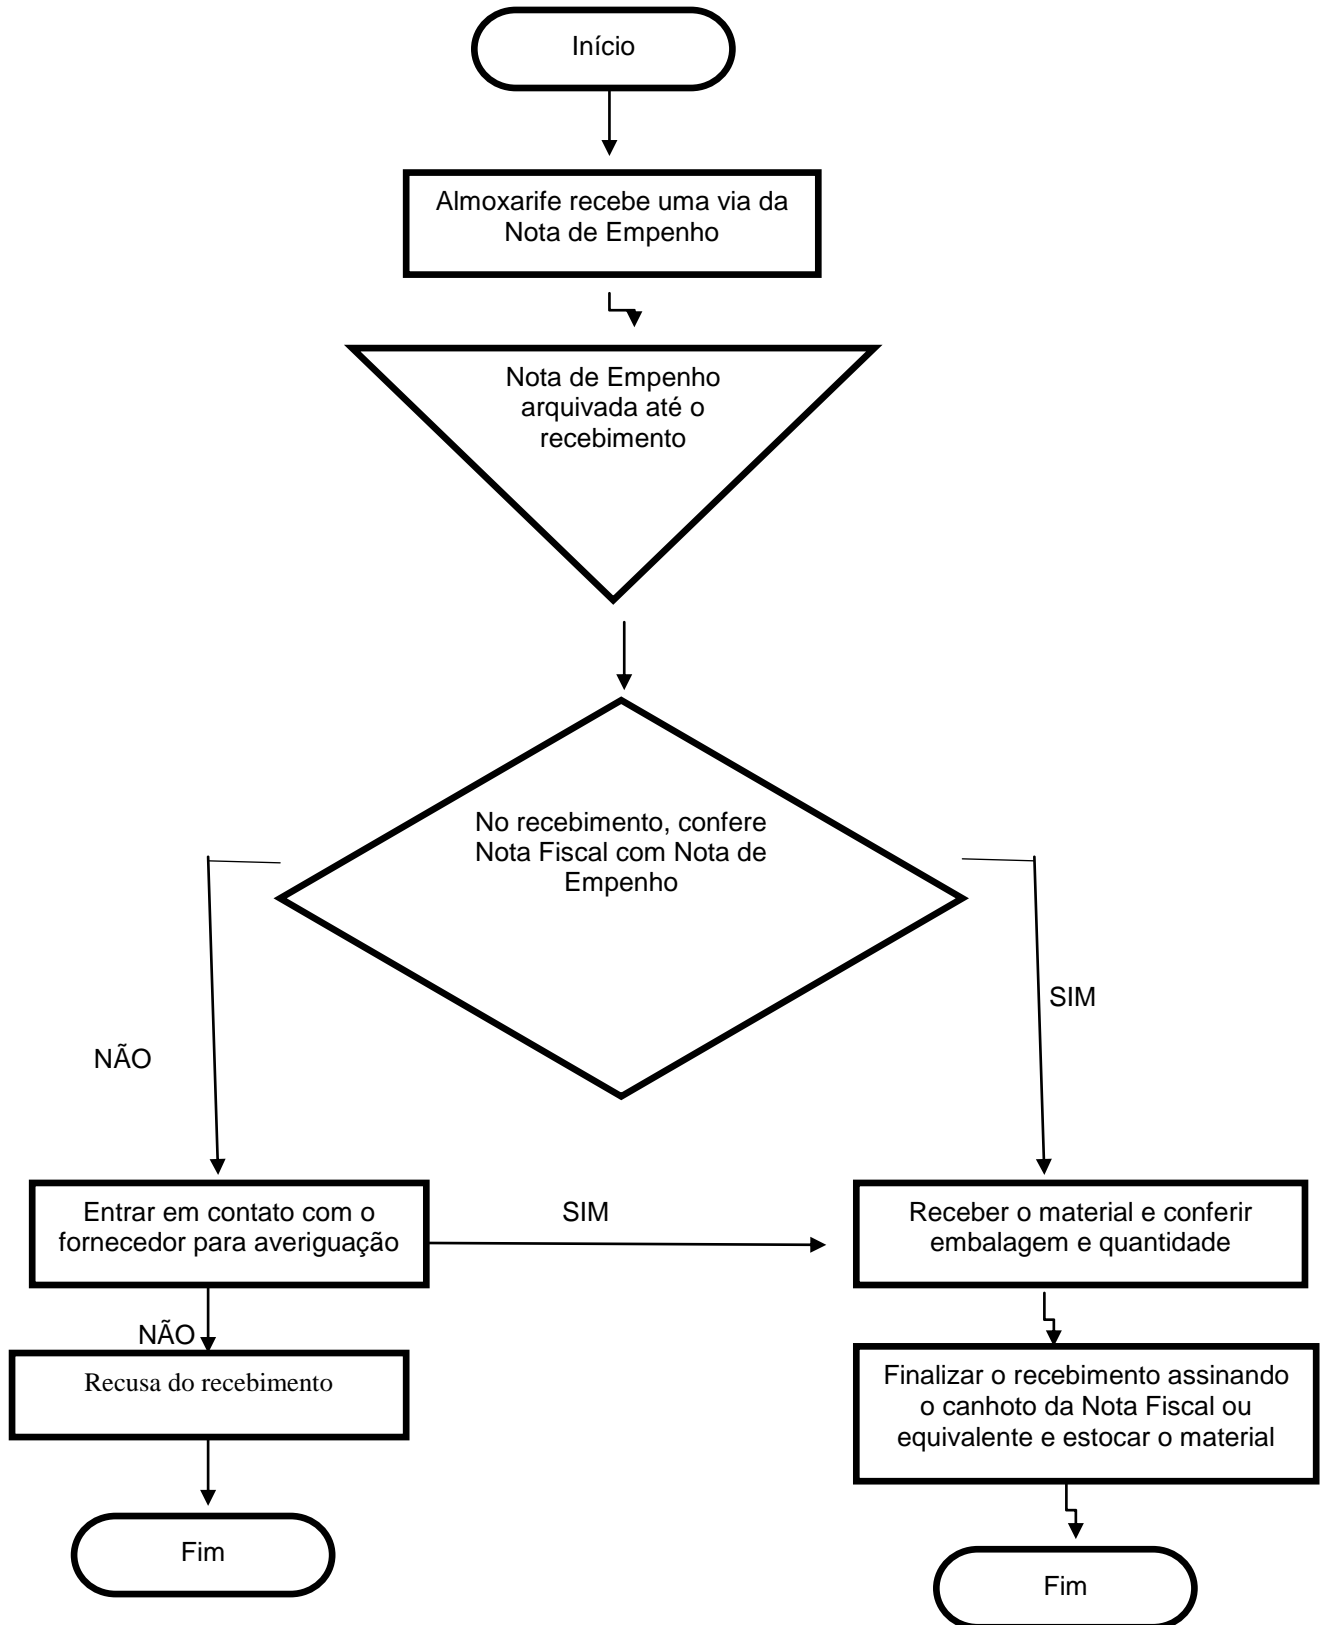 Início
Almoxarife recebe uma via da
Nota de Empenho
Nota de Empenho
arquivada até o
recebimento
No recebimento, confere
Nota Fiscal com Nota de
Empenho
SIM
NÃO
Entrar em contato com o
fornecedor para averiguação
SIM
Receber o material e conferir
embalagem e quantidade
NÃO
Recusa do recebimento
Finalizar o recebimento assinando
o canhoto da Nota Fiscal ou
equivalente e estocar o material
Fim
Fim